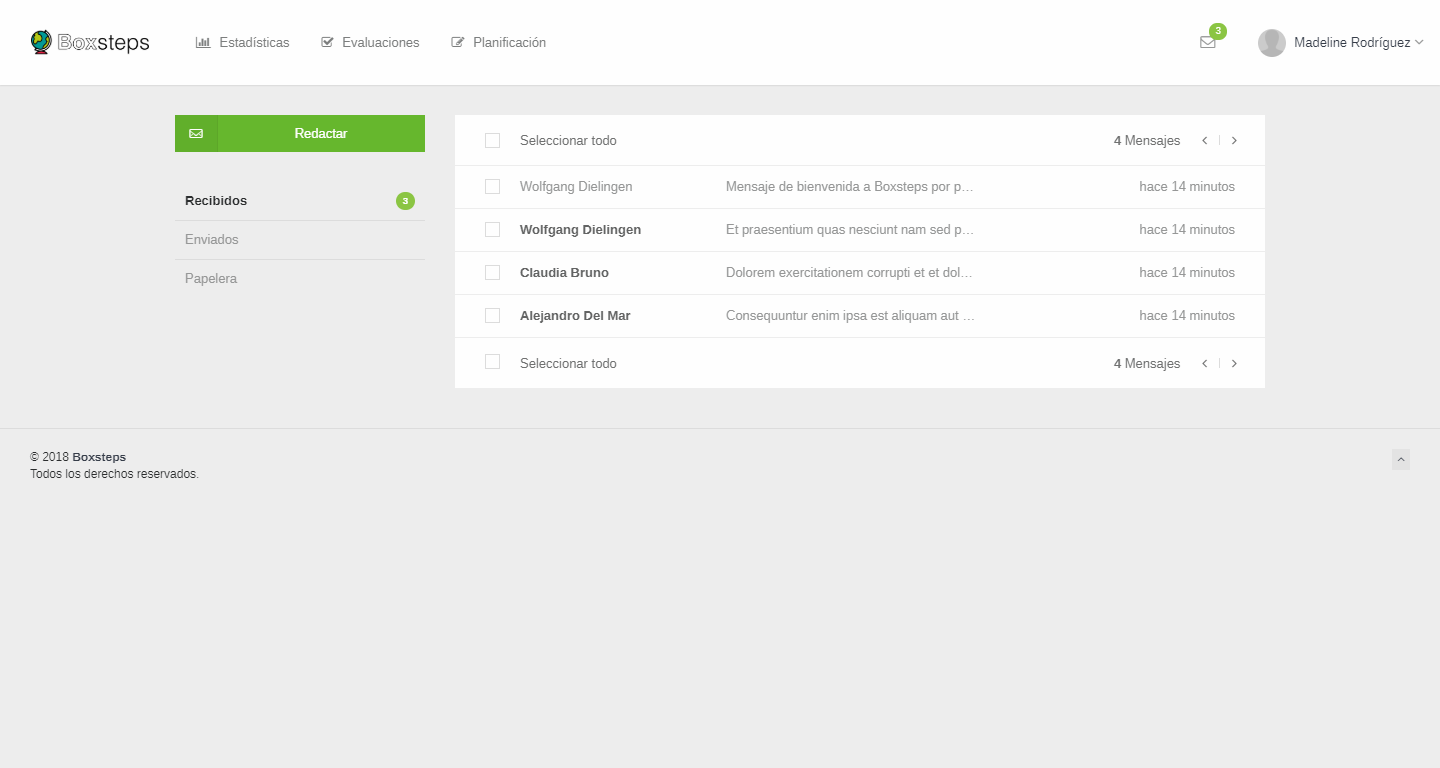 Boxsteps Estadísticas Evaluaciones Planificación 3 Madeline Rodríguez
Redactar
Recibidos 3
Enviados
Papelera
Seleccionar todo 4 Mensajes
Wolfgang Dielingen Mensaje de bienvenida a Boxsteps por p… hace 14 minutos
Wolfgang Dielingen Et praesentium quas nesciunt nam sed p… hace 14 minutos
Claudia Bruno Dolorem exercitationem corrupti et et dol… hace 14 minutos
Alejandro Del Mar Consequuntur enim ipsa est aliquam aut … hace 14 minutos
Seleccionar todo 4 Mensajes
© 2018 Boxsteps
Todos los derechos reservados.